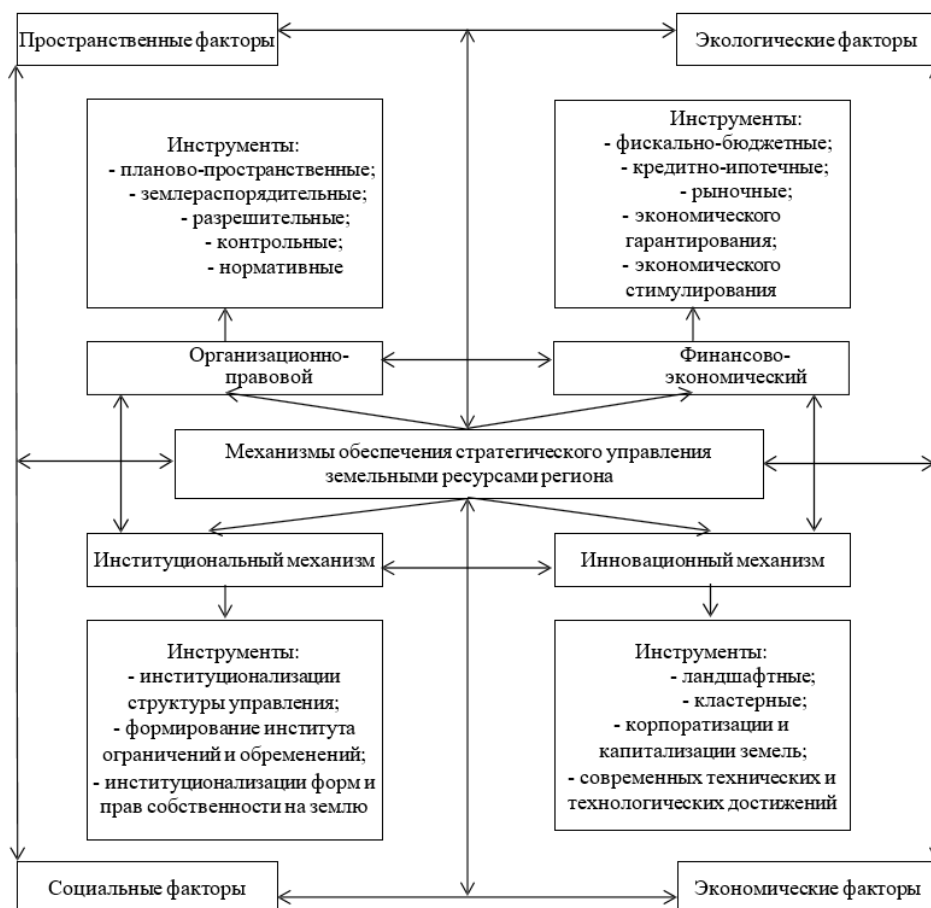 Пространственные факторы
Экологические факторы
Инструменты:
- планово-пространственные;
- землераспорядительные;
- разрешительные;
- контрольные;
- нормативные
Инструменты:
- фискально-бюджетные;
- кредитно-ипотечные;
- рыночные;
- экономического
гарантирования;
- экономического
стимулирования
Организационно-
правовой
Финансово-
экономический
Механизмы обеспечения стратегического управления
земельными ресурсами региона
Институциональный механизм
Инновационный механизм
Инструменты:
- институционализации
структуры управления;
- формирование института
ограничений и обременений;
- институционализации форм и
прав собственности на землю
Инструменты:
- ландшафтные;
- кластерные;
- корпоратизации и
капитализации земель;
- современных технических и
технологических достижений
Социальные факторы
Экономические факторы